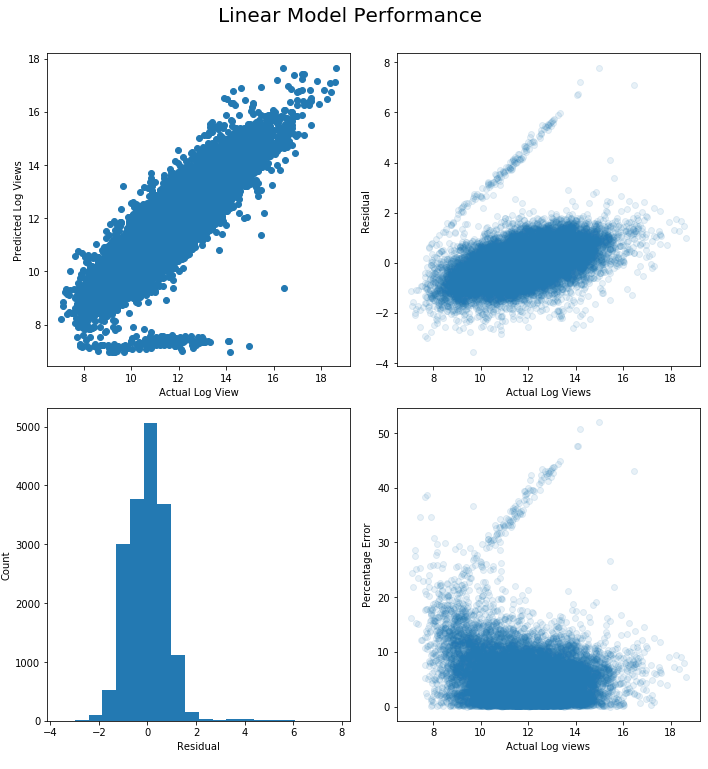 Linear Model Performance
18
16
14
12
10
8
Predicted Log Views
8 10 12 14 16 18
Actual Log View
8
6
4
2
0
−2
−4
Residual
8 10 12 14 16 18
Actual Log Views
5000
4000
3000
2000
1000
0
Count
−4 −2 0 2 4 6 8
Residual
50
40
30
20
10
0
Percentage Error
8 10 12 14 16 18
Actual Log views